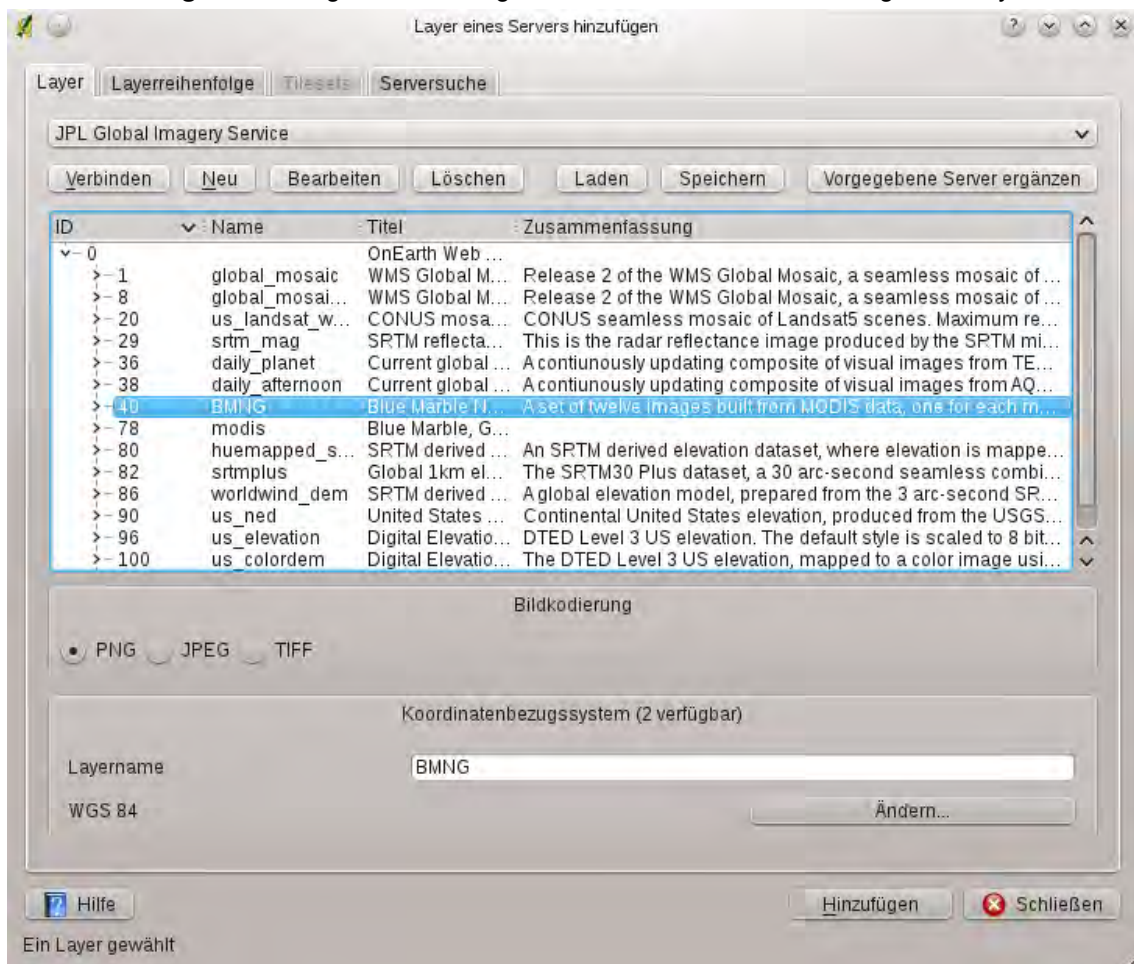 Layer eines Servers hinzufügen
Layer Layerreihenfolge Tilesets Serversuche
JPL Global Imagery Service
Verbinden Neu Bearbeiten Löschen Laden Speichern Vorgegebene Server ergänzen
ID Name Titel Zusammenfassung
0 OnEarth Web ...
1 global_mosaic WMS Global M... Release 2 of the WMS Global Mosaic, a seamless mosaic of ...
8 global_mosai... WMS Global M... Release 2 of the WMS Global Mosaic, a seamless mosaic of ...
20 us_landsat_w... CONUS mosa... CONUS seamless mosaic of Landsat5 scenes. Maximum re...
29 srtm_mag SRTM reflecta... This is the radar reflectance image produced by the SRTM mi...
36 daily_planet Current global ... A contiunously updating composite of visual images from TE...
38 daily_afternoon Current global ... A contiunously updating composite of visual images from AQ...
40 BMNG Blue Marble N... A set of twelve images built from MODIS data, one for each m...
78 modis Blue Marble, G...
80 huemapped_s... SRTM derived ... An SRTM derived elevation dataset, where elevation is mappe...
82 srtmplus Global 1km el... The SRTM30 Plus dataset, a 30 arc-second seamless combi...
86 worldwind_dem SRTM derived ... A global elevation model, prepared from the 3 arc-second SR...
90 us_ned United States ... Continental United States elevation, produced from the USGS...
96 us_elevation Digital Elevatio... DTED Level 3 US elevation. The default style is scaled to 8 bit...
100 us_colordem Digital Elevatio... The DTED Level 3 US elevation, mapped to a color image usi...
Bildkodierung
PNG JPEG TIFF
Koordinatenbezugssystem (2 verfügbar)
Layername BMNG
WGS 84 Ändern...
Hilfe Hinzufügen Schließen
Ein Layer gewählt